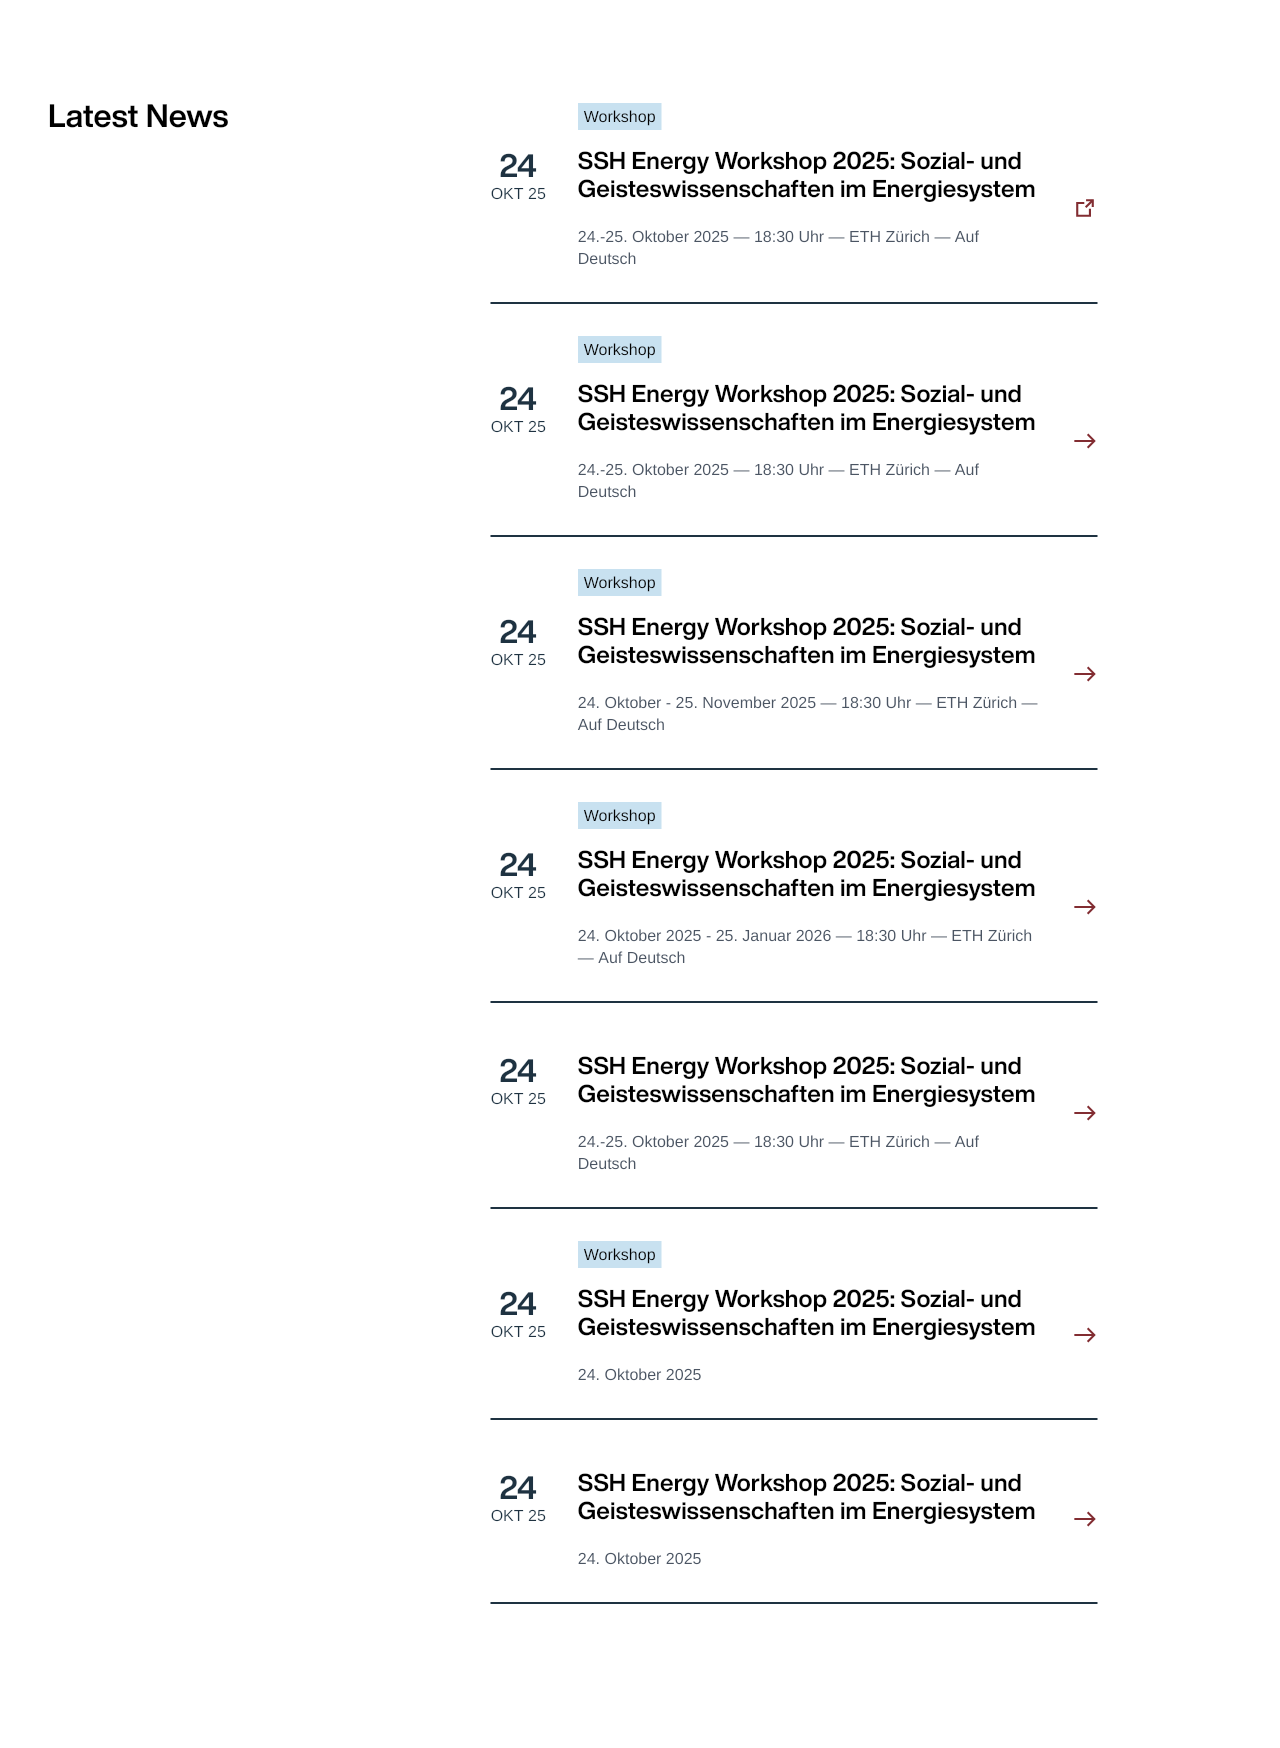 Latest News
Workshop
24
OKT 25
SSH Energy Workshop 2025: Sozial- und
Geisteswissenschaften im Energiesystem
24.-25. Oktober 2025 — 18:30 Uhr — ETH Zürich — Auf
Deutsch
Workshop
24
OKT 25
SSH Energy Workshop 2025: Sozial- und
Geisteswissenschaften im Energiesystem
24.-25. Oktober 2025 — 18:30 Uhr — ETH Zürich — Auf
Deutsch
Workshop
24
OKT 25
SSH Energy Workshop 2025: Sozial- und
Geisteswissenschaften im Energiesystem
24. Oktober - 25. November 2025 — 18:30 Uhr — ETH Zürich —
Auf Deutsch
Workshop
24
OKT 25
SSH Energy Workshop 2025: Sozial- und
Geisteswissenschaften im Energiesystem
24. Oktober 2025 - 25. Januar 2026 — 18:30 Uhr — ETH Zürich
— Auf Deutsch
24
OKT 25
SSH Energy Workshop 2025: Sozial- und
Geisteswissenschaften im Energiesystem
24.-25. Oktober 2025 — 18:30 Uhr — ETH Zürich — Auf
Deutsch
Workshop
24
OKT 25
SSH Energy Workshop 2025: Sozial- und
Geisteswissenschaften im Energiesystem
24. Oktober 2025
24
OKT 25
SSH Energy Workshop 2025: Sozial- und
Geisteswissenschaften im Energiesystem
24. Oktober 2025